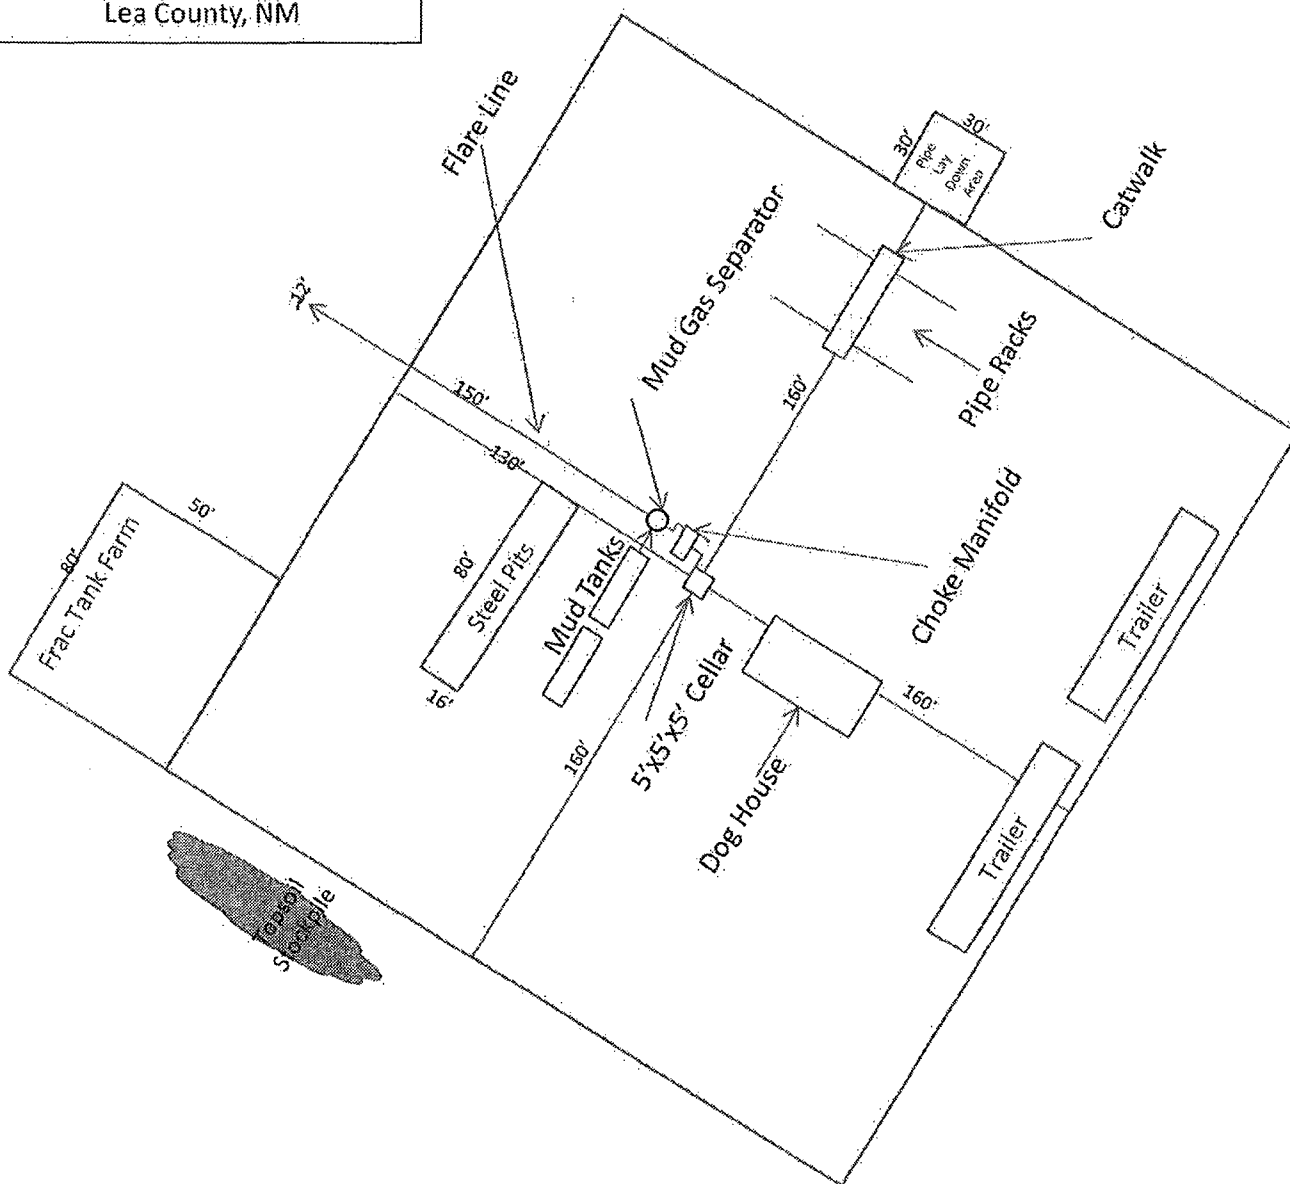 Lea County, NM
Flare Line
30'
30'
Pipe
Lay
Down
Area
Catwalk
Mud Gas Separator
12'
150'
130'
160'
Pipe Racks
50'
80'
Frac Tank Farm
80'
Steel Pits
16'
Mud Tanks
Choke Manifold
Trailer
5'x5'x5' Cellar
160'
160'
Dog House
Trailer
Topsoil
Stockpile